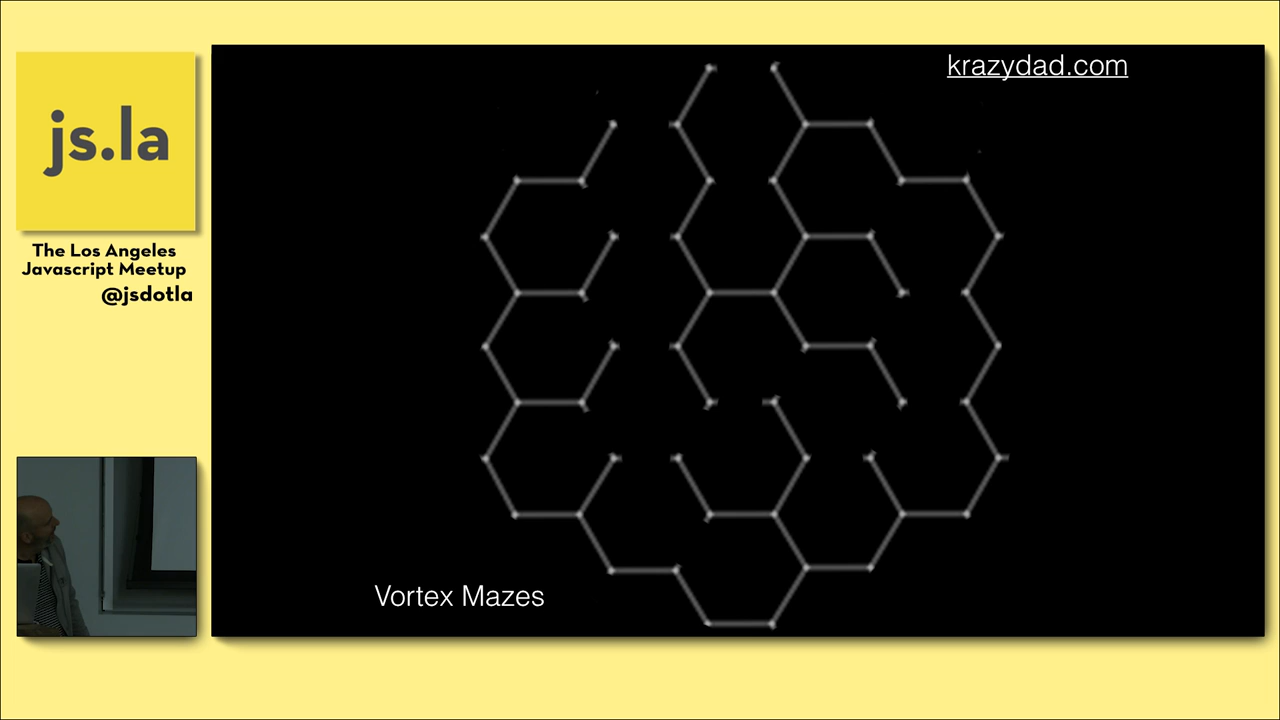 js.la
The Los Angeles
Javascript Meetup
@jsdotla
krazydad.com
Vortex Mazes